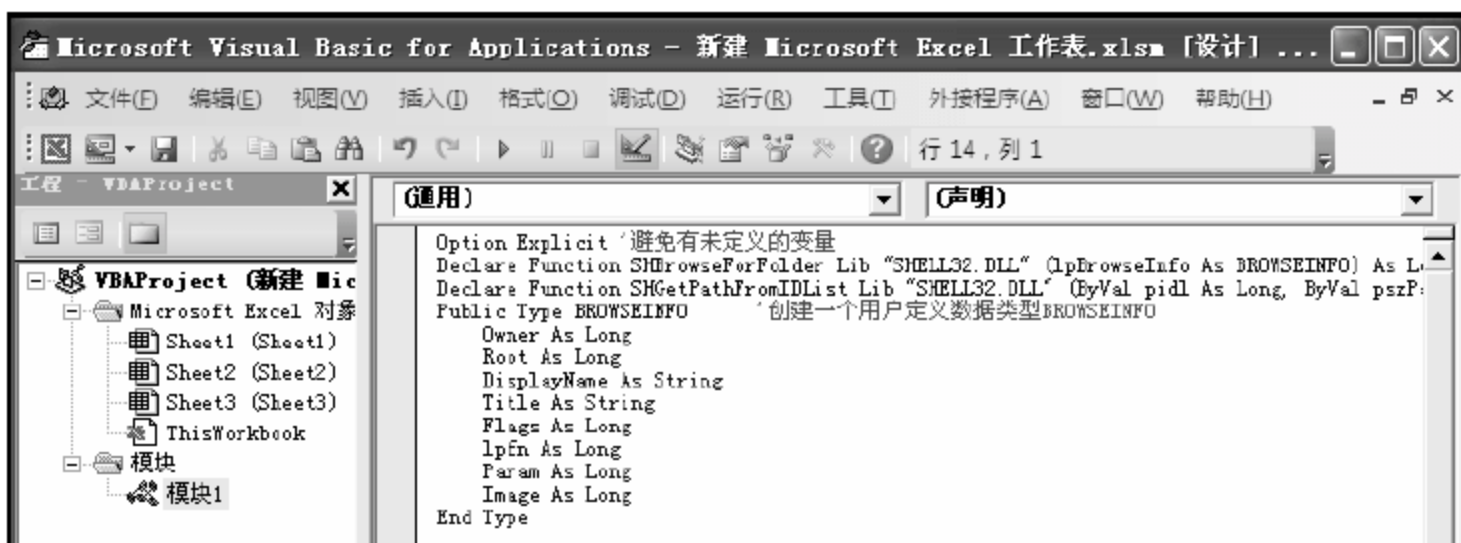 Microsoft Visual Basic for Applications - 新建 Microsoft Excel 工作表.xlsm [设计] ...
文件(F) 编辑(E) 视图(V) 插入(I) 格式(O) 调试(D) 运行(R) 工具(T) 外接程序(A) 窗口(W) 帮助(H)
行 14 , 列 1
工程 - VBAProject
VBAProject (新建 Mic
Microsoft Excel 对象
Sheet1 (Sheet1)
Sheet2 (Sheet2)
Sheet3 (Sheet3)
ThisWorkbook
模块
模块1
(通用) (声明)
Option Explicit '避免有未定义的变量
Declare Function SHBrowseForFolder Lib "SHELL32.DLL" (lpBrowseInfo As BROWSEINFO) As L
Declare Function SHGetPathFromIDList Lib "SHELL32.DLL" (ByVal pidl As Long, ByVal pszP
Public Type BROWSEINFO '创建一个用户定义数据类型BROWSEINFO
Owner As Long
Root As Long
DisplayName As String
Title As String
Flags As Long
lpfn As Long
Param As Long
Image As Long
End Type